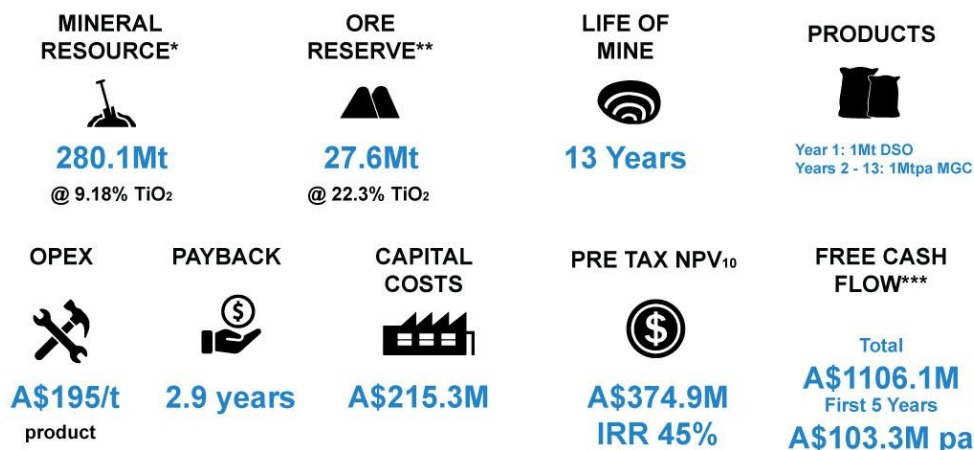 MINERAL
RESOURCE*
280.1Mt
@ 9.18% TiO₂
ORE
RESERVE**
27.6Mt
@ 22.3% TiO₂
LIFE OF
MINE
13 Years
PRODUCTS
Year 1: 1Mt DSO
Years 2 - 13: 1Mtpa MGC
OPEX
A$195/t
product
PAYBACK
$
2.9 years
CAPITAL
COSTS
A$215.3M
PRE TAX NPV₁₀
$
A$374.9M
IRR 45%
FREE CASH
FLOW***
Total
A$1106.1M
First 5 Years
A$103.3M pa